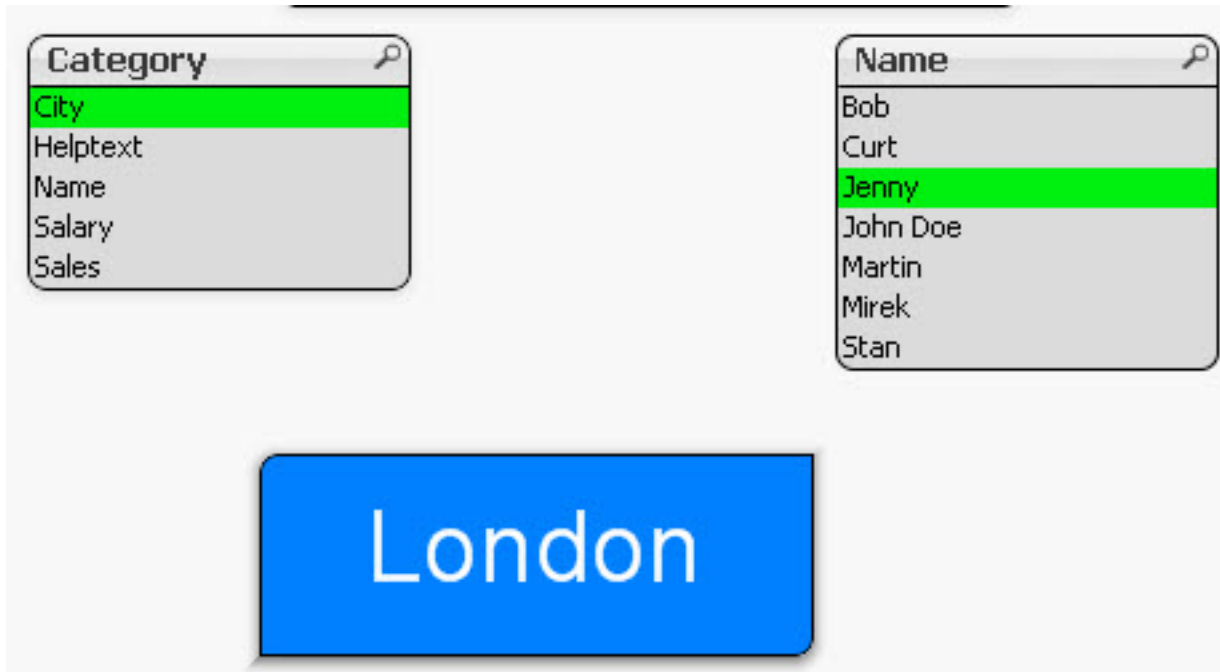 Category
City
Helptext
Name
Salary
Sales
Name
Bob
Curt
Jenny
John Doe
Martin
Mirek
Stan
London